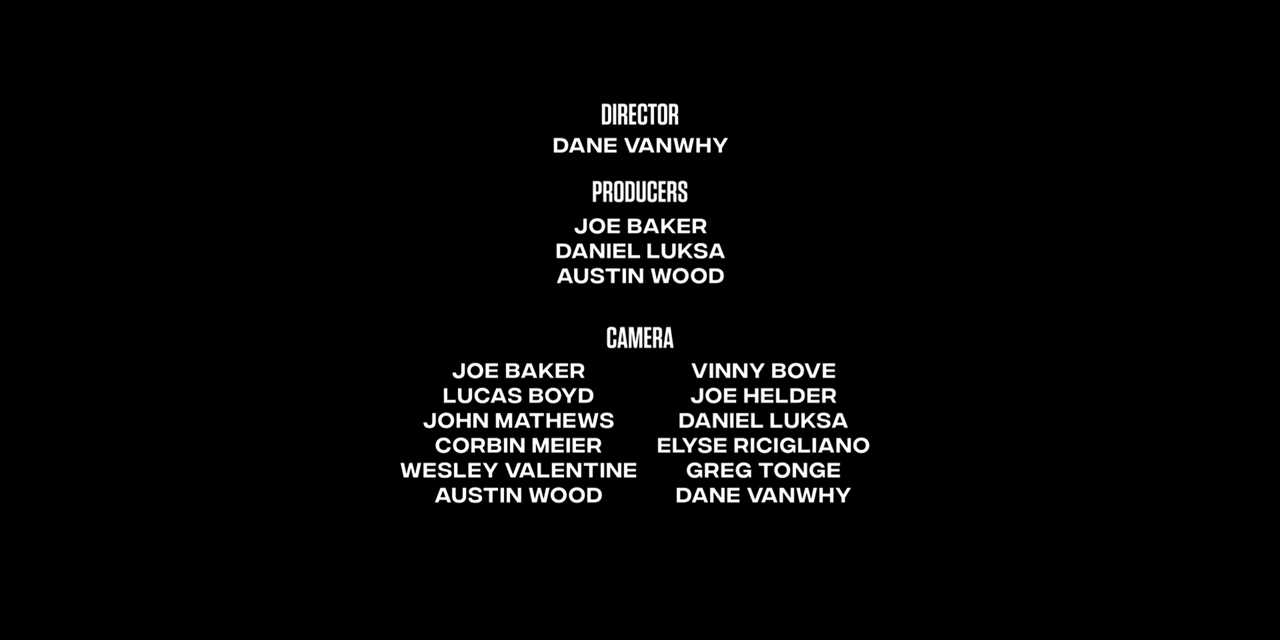 DIRECTOR
DANE VANWHY
PRODUCERS
JOE BAKER
DANIEL LUKSA
AUSTIN WOOD
CAMERA
JOE BAKER VINNY BOVE
LUCAS BOYD JOE HELDER
JOHN MATHEWS DANIEL LUKSA
CORBIN MEIER ELYSE RICIGLIANO
WESLEY VALENTINE GREG TONGE
AUSTIN WOOD DANE VANWHY